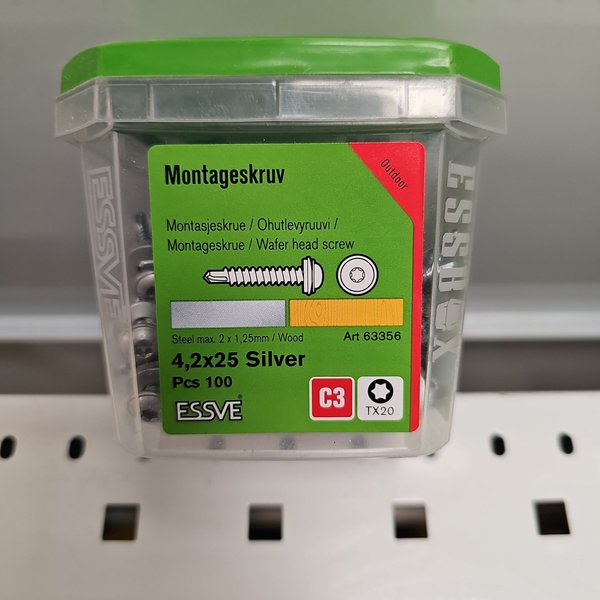 Montageskruv
Outdoor
Montasjeskrue / Ohutlevyruuvi /
Montageskrue / Wafer head screw
Steel max. 2 x 1,25mm / Wood
Art 63356
4,2x25 Silver
Pcs 100
ESSVE
C3
TX20
ESSVE
ESSBOX